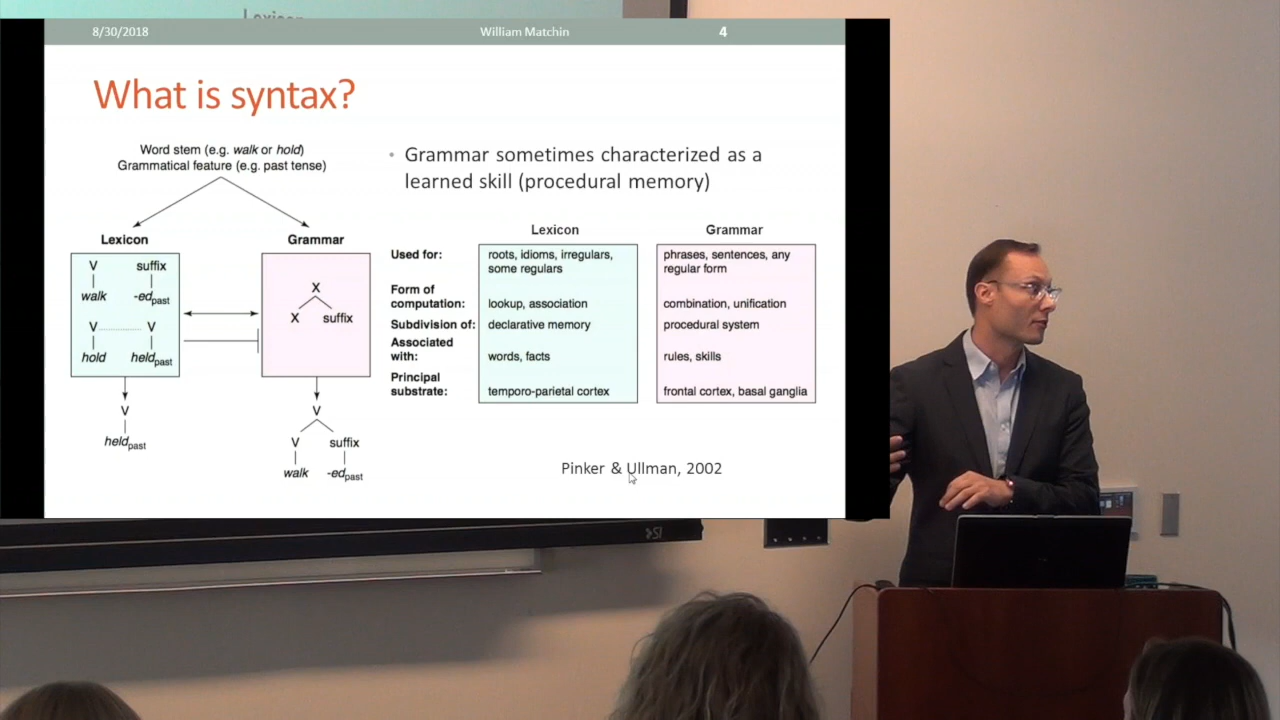 Lexicon
8/30/2018 William Matchin 4
What is syntax?
Word stem (e.g. walk or hold)
Grammatical feature (e.g. past tense)
Lexicon Grammar
V suffix
walk -edpast
V V
hold heldpast
X
X suffix
V
heldpast
V
V suffix
walk -edpast
• Grammar sometimes characterized as a
learned skill (procedural memory)
Lexicon Grammar
Used for: roots, idioms, irregulars, phrases, sentences, any
some regulars regular form
Form of
computation: lookup, association combination, unification
Subdivision of: declarative memory procedural system
Associated
with: words, facts rules, skills
Principal
substrate: temporo-parietal cortex frontal cortex, basal ganglia
Pinker & Ullman, 2002